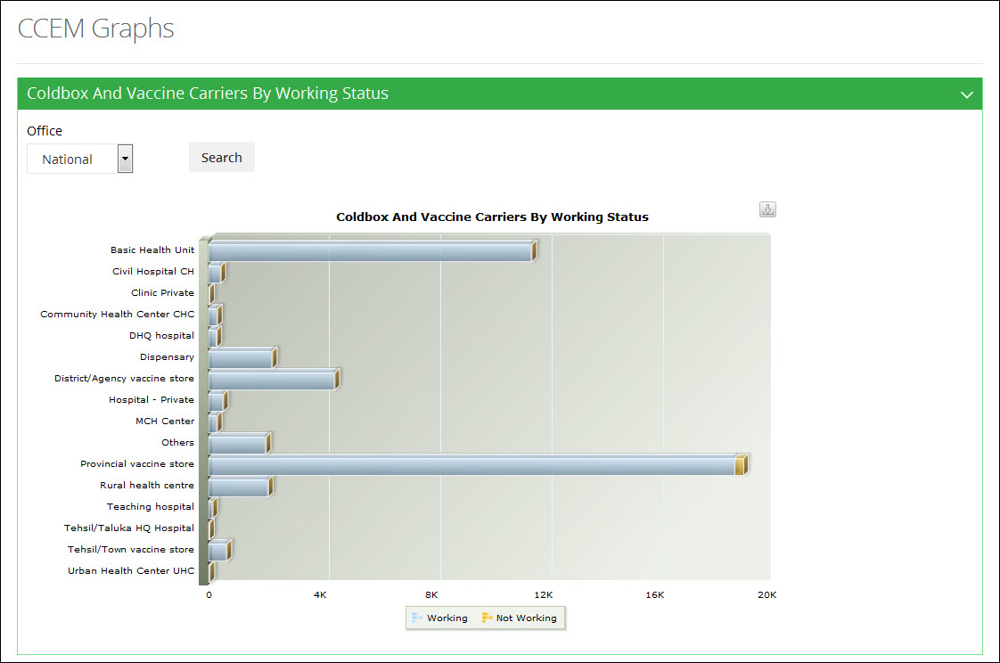 CCEM Graphs
Coldbox And Vaccine Carriers By Working Status
Office
National
Search
Coldbox And Vaccine Carriers By Working Status
Basic Health Unit
Civil Hospital CH
Clinic Private
Community Health Center CHC
DHQ hospital
Dispensary
District/Agency vaccine store
Hospital - Private
MCH Center
Others
Provincial vaccine store
Rural health centre
Teaching hospital
Tehsil/Taluka HQ Hospital
Tehsil/Town vaccine store
Urban Health Center UHC
0 4K 8K 12K 16K 20K
Working Not Working